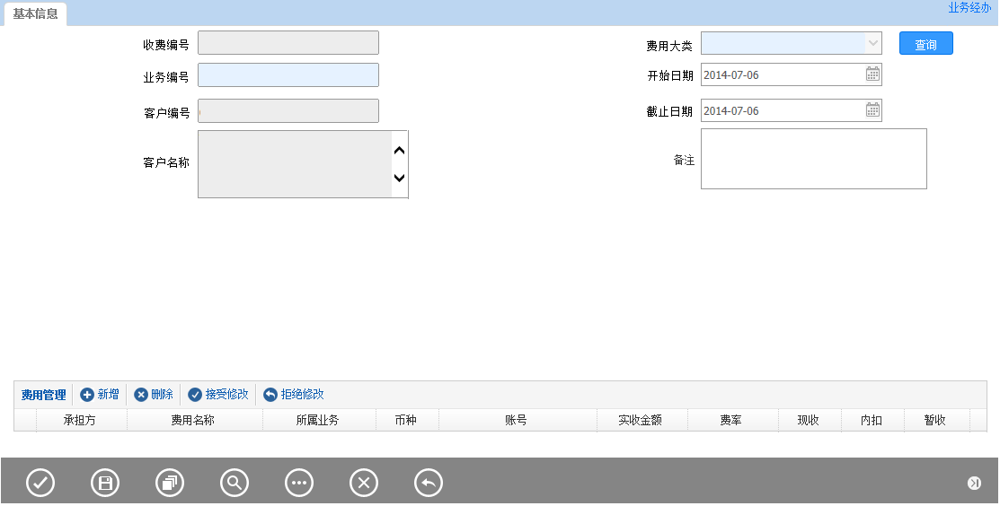 基本信息
业务经办
收费编号
费用大类
查询
业务编号
开始日期 2014-07-06
客户编号
截止日期 2014-07-06
客户名称
备注
费用管理 新增 删除 接受修改 拒绝修改
承担方 费用名称 所属业务 币种 账号 实收金额 费率 现收 内扣 暂收